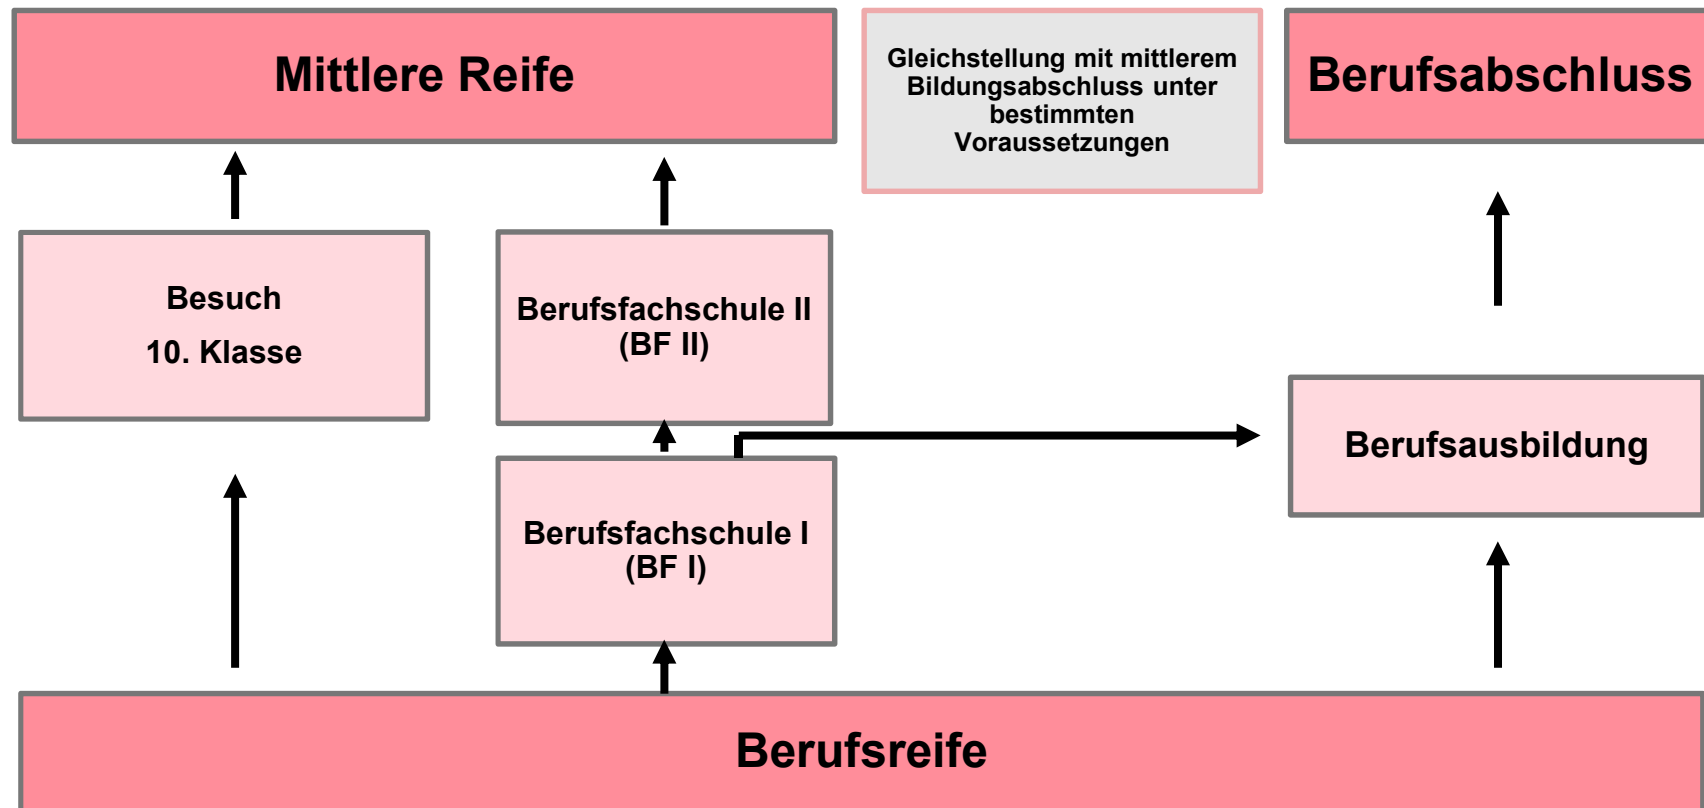 Mittlere Reife
Gleichstellung mit mittlerem
Bildungsabschluss unter
bestimmten
Voraussetzungen
Berufsabschluss
Besuch
10. Klasse
Berufsfachschule II
(BF II)
Berufsausbildung
Berufsfachschule I
(BF I)
Berufsreife